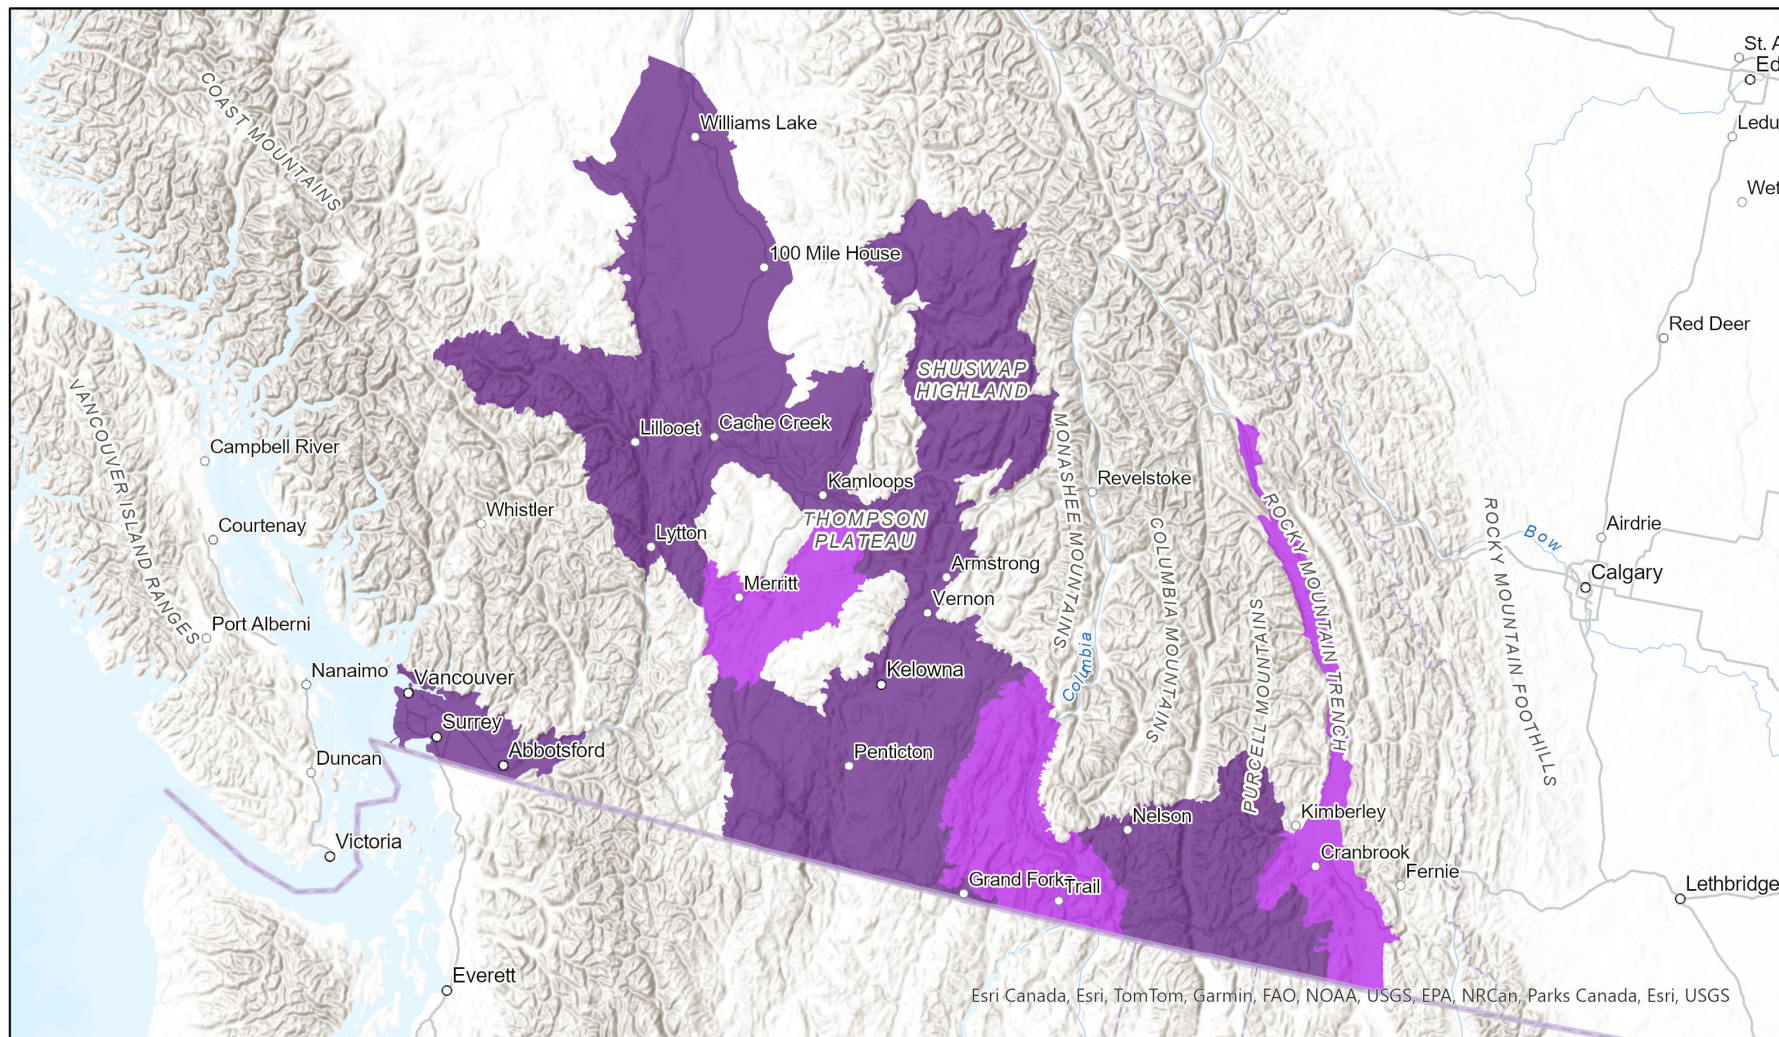 St. A
Ed
COAST MOUNTAINS
Williams Lake
Ledu
Wet
100 Mile House
Red Deer
SHUSWAP
HIGHLAND
VANCOUVER ISLAND RANGES
Campbell River
Lillooet
Cache Creek
MONASHEE MOUNTAINS
Revelstoke
Kamloops
Whistler
THOMPSON
PLATEAU
COLUMBIA MOUNTAINS
ROCKY MOUNTAIN TRENCH
ROCKY MOUNTAIN FOOTHILLS
Courtenay
Lytton
Bow
Airdrie
Armstrong
Calgary
Merritt
Vernon
PURCELL MOUNTAINS
Port Alberni
Columbia
Nanaimo
Vancouver
Kelowna
Surrey
Abbotsford
Penticton
Duncan
Nelson
Kimberley
Victoria
Cranbrook
Fernie
Grand Forks
Trail
Lethbridge
Everett
Esri Canada, Esri, TomTom, Garmin, FAO, NOAA, USGS, EPA, NRCan, Parks Canada, Esri, USGS